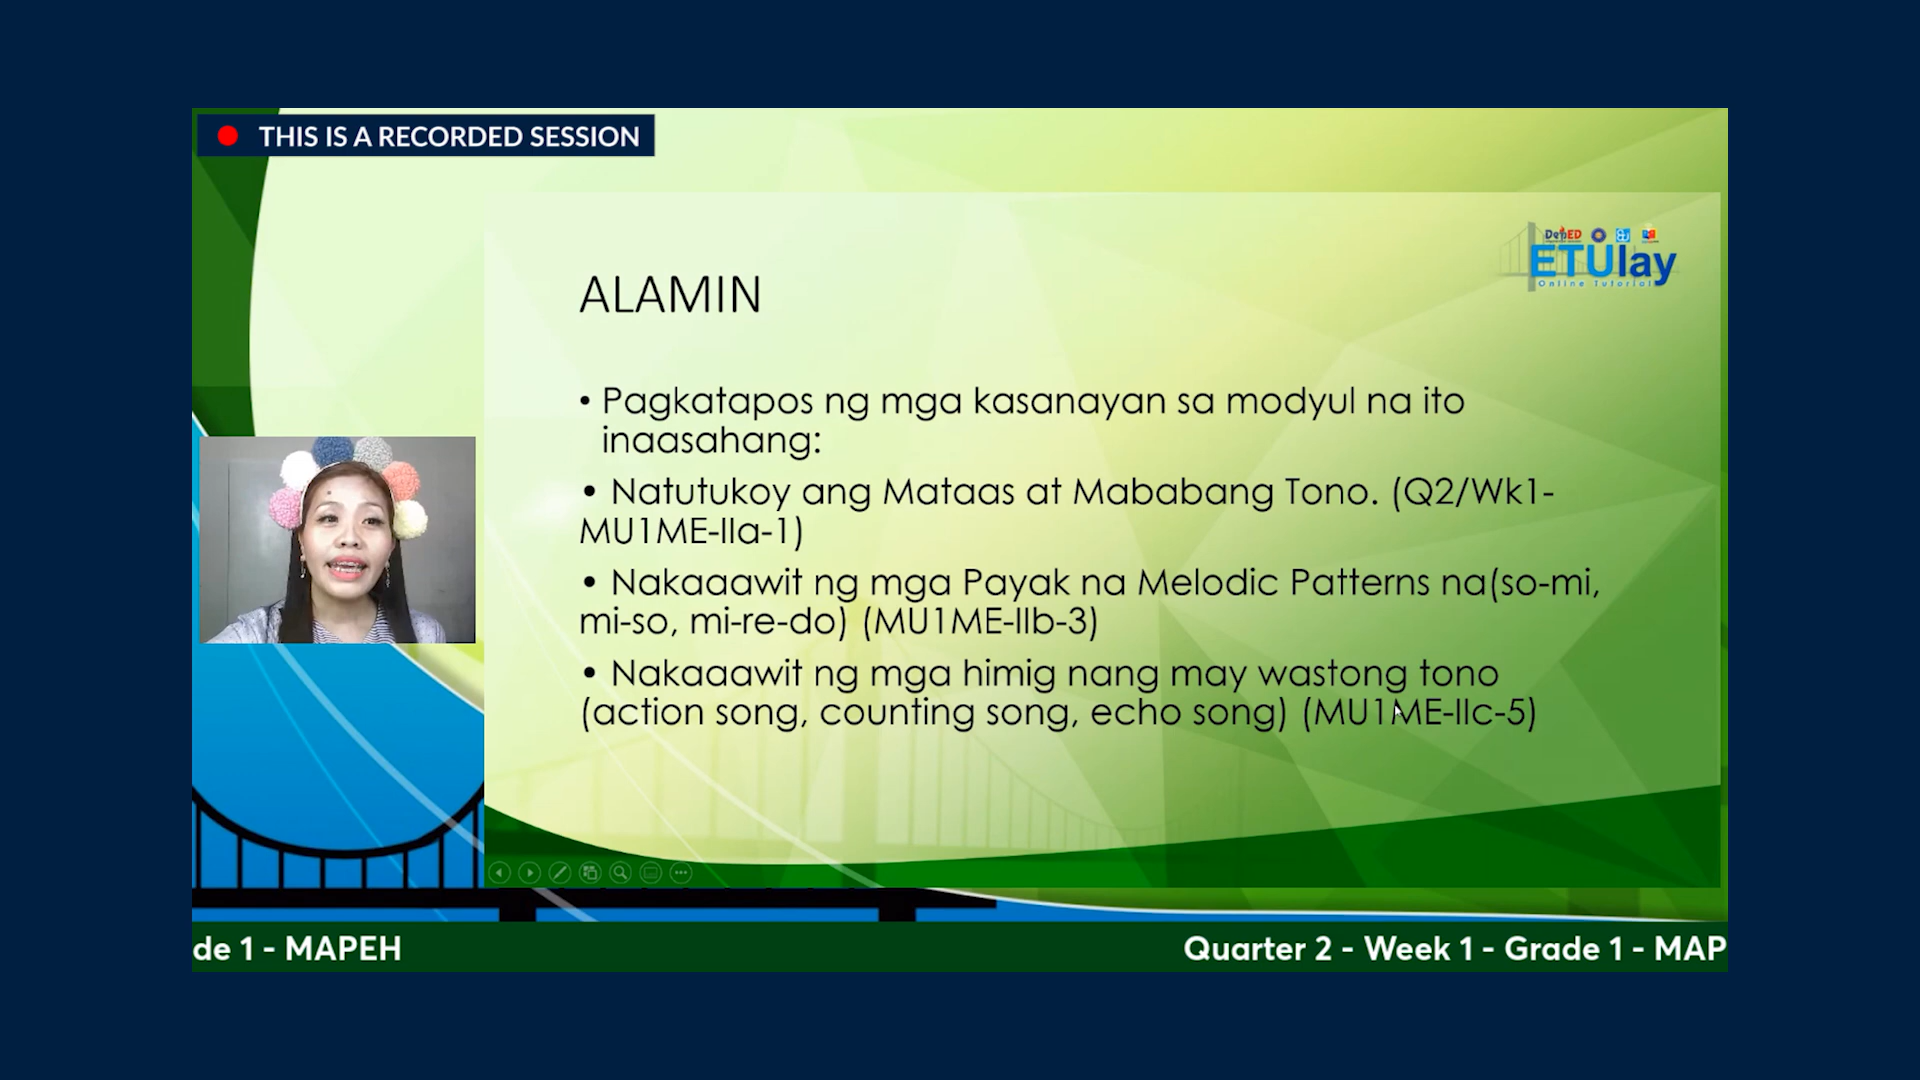 THIS IS A RECORDED SESSION
DepED
ETUlay
Online Tutorial
ALAMIN
• Pagkatapos ng mga kasanayan sa modyul na ito
inaasahang:
• Natutukoy ang Mataas at Mababang Tono. (Q2/Wk1-
MU1ME-IIa-1)
• Nakaaawit ng mga Payak na Melodic Patterns na(so-mi,
mi-so, mi-re-do) (MU1ME-IIb-3)
• Nakaaawit ng mga himig nang may wastong tono
(action song, counting song, echo song) (MU1ME-IIc-5)
de 1 - MAPEH
Quarter 2 - Week 1 - Grade 1 - MAP